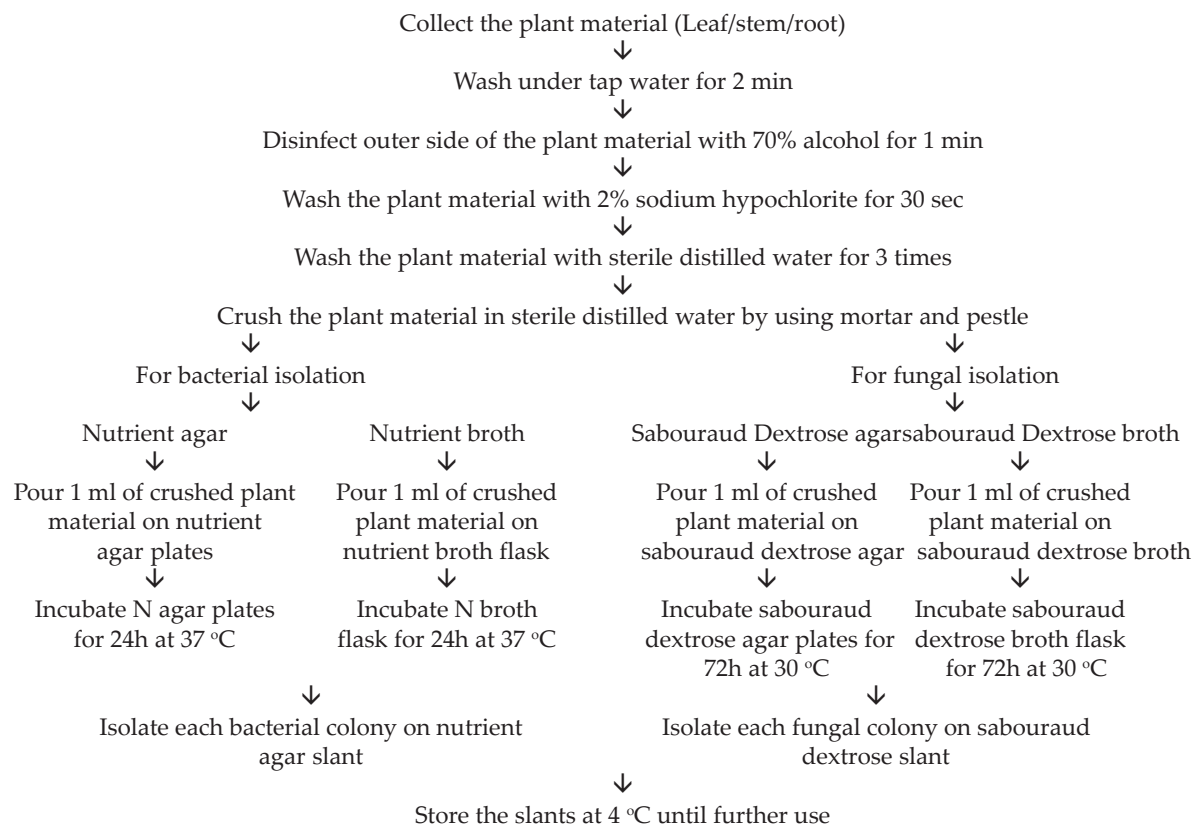 Collect the plant material (Leaf/stem/root)
Wash under tap water for 2 min
Disinfect outer side of the plant material with 70% alcohol for 1 min
Wash the plant material with 2% sodium hypochlorite for 30 sec
Wash the plant material with sterile distilled water for 3 times
Crush the plant material in sterile distilled water by using mortar and pestle
For bacterial isolation
For fungal isolation
Nutrient agar
Nutrient broth
Sabouraud Dextrose agarsabouraud Dextrose broth
Pour 1 ml of crushed plant
material on nutrient
agar plates
Pour 1 ml of crushed
plant material on
nutrient broth flask
Pour 1 ml of crushed
plant material on
sabouraud dextrose agar
Pour 1 ml of crushed
plant material on
sabouraud dextrose broth
Incubate N agar plates
for 24h at 37 °C
Incubate N broth
flask for 24h at 37 °C
Incubate sabouraud
dextrose agar plates for
72h at 30 °C
Incubate sabouraud
dextrose broth flask
for 72h at 30 °C
Isolate each bacterial colony on nutrient
agar slant
Isolate each fungal colony on sabouraud
dextrose slant
Store the slants at 4 °C until further use